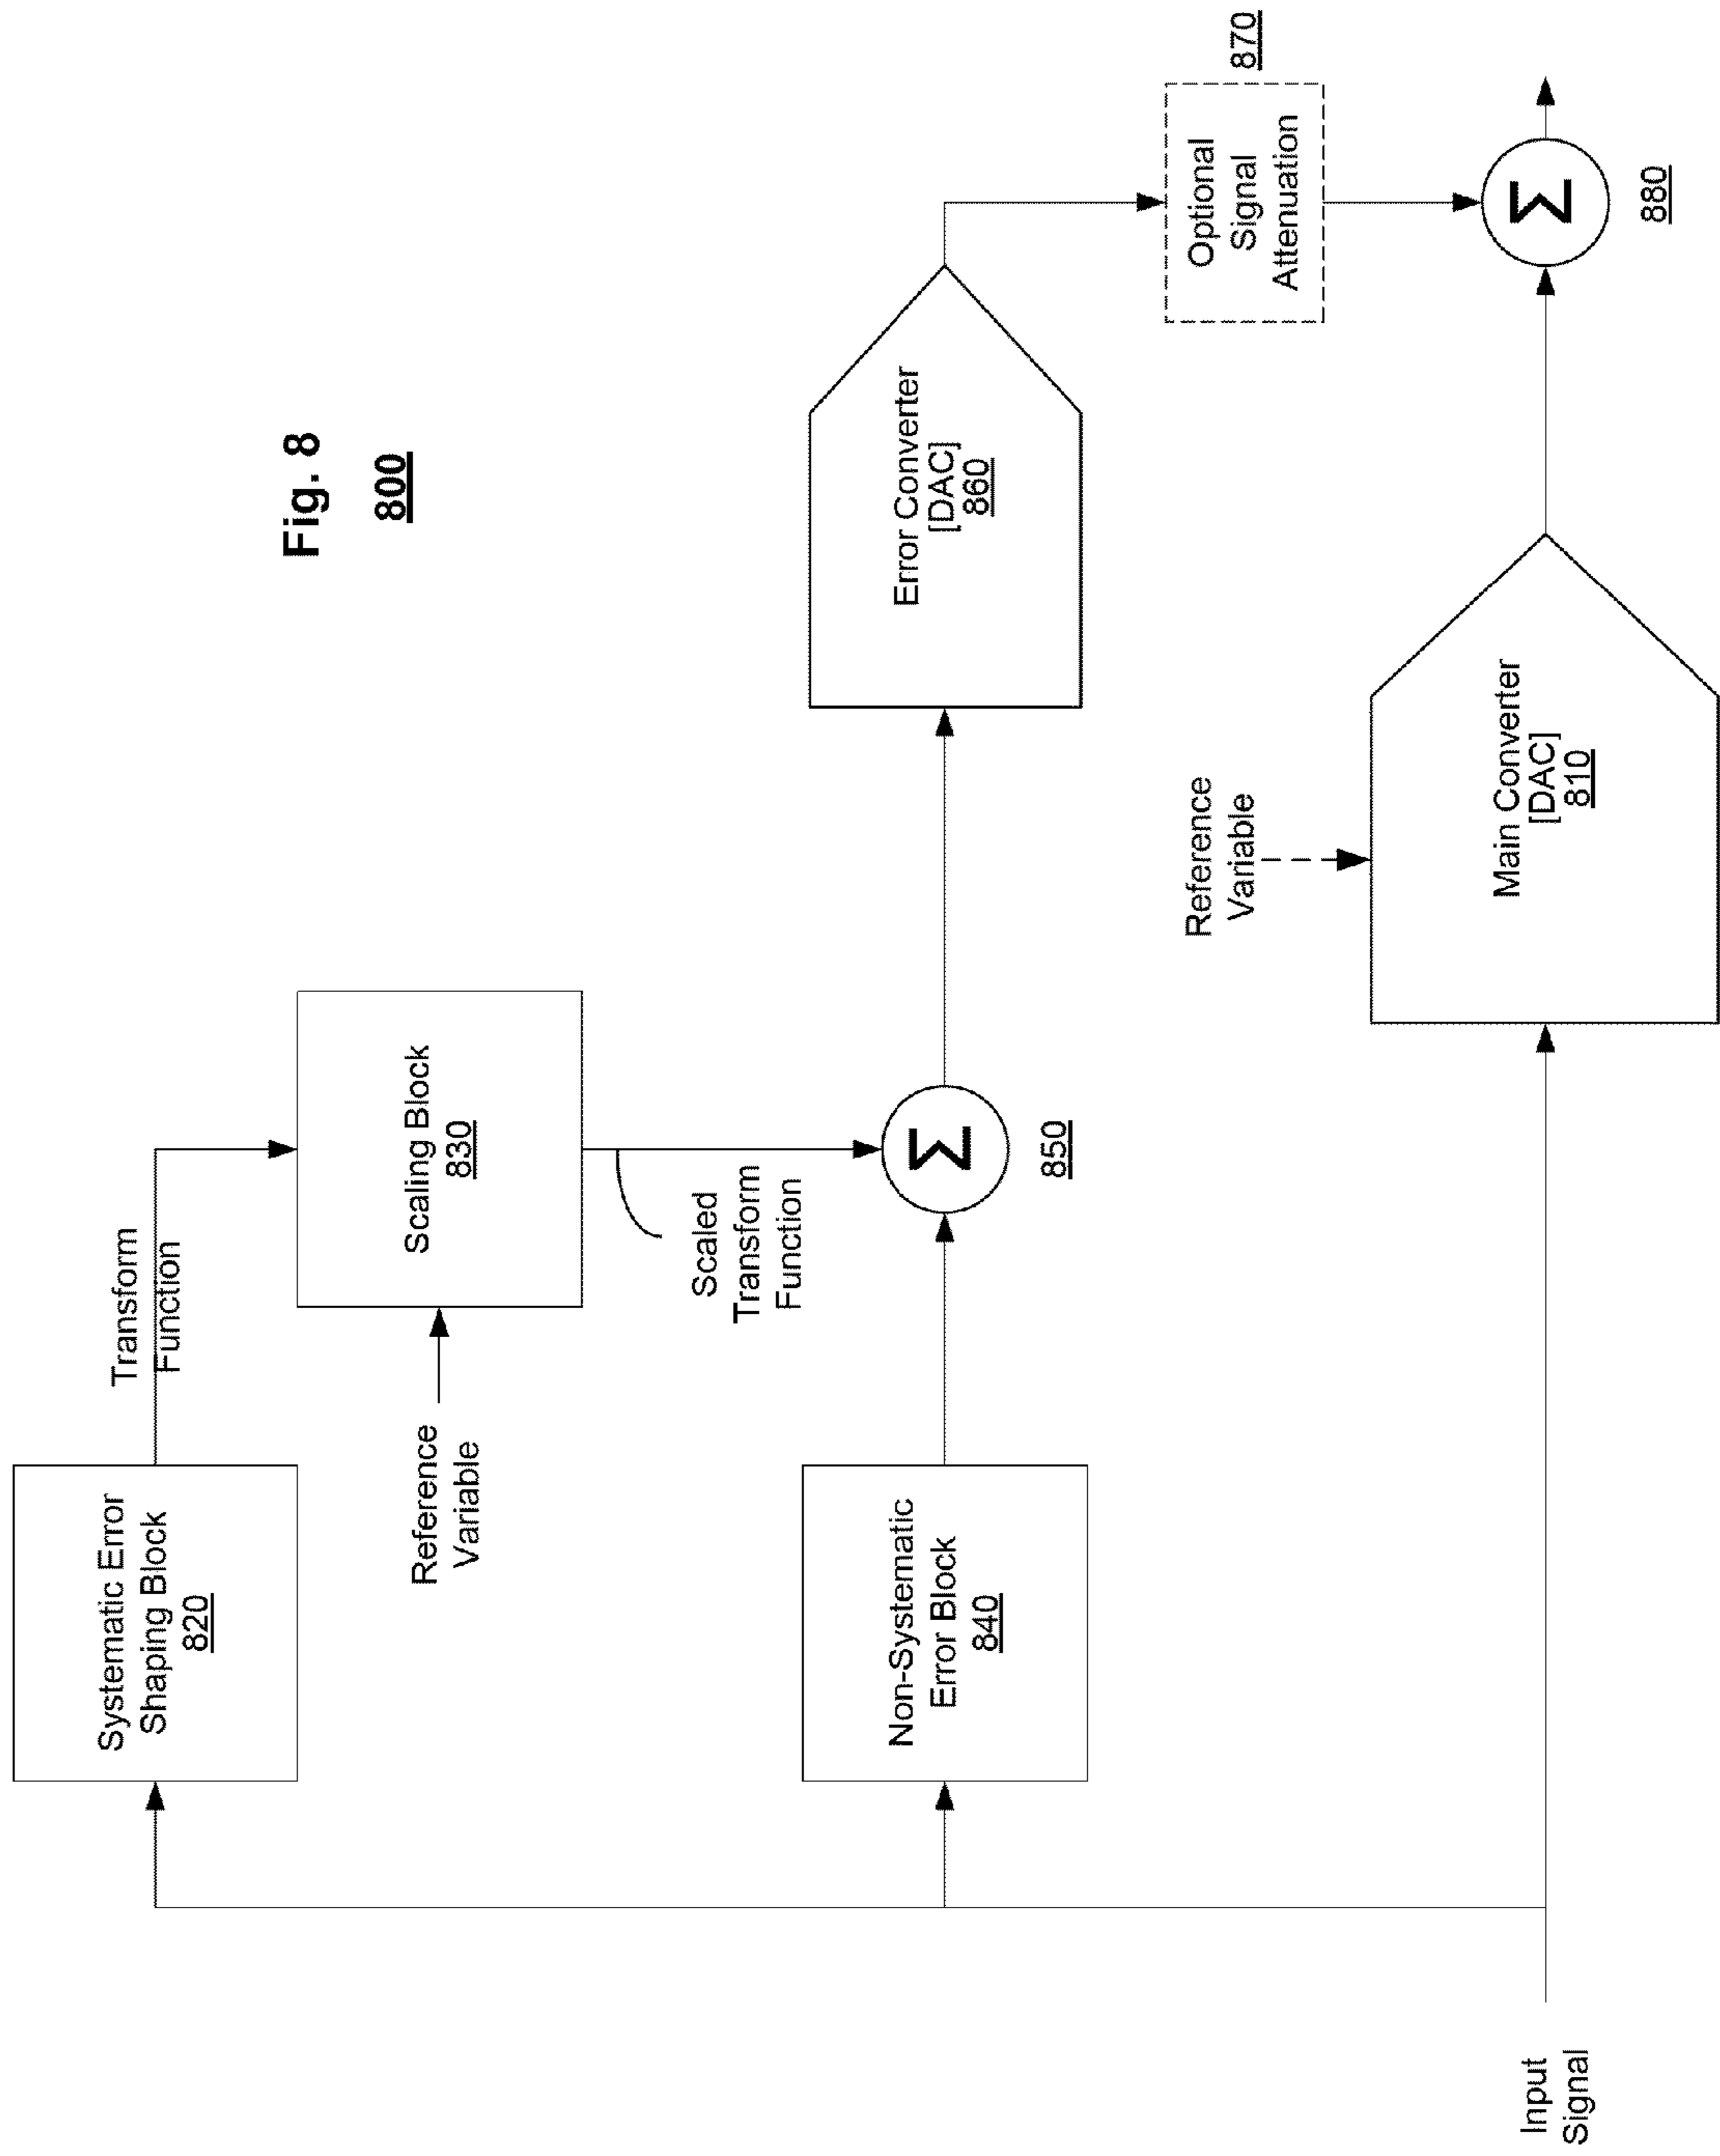 Fig. 8
800
Systematic Error
Shaping Block
820
Transform
Function
Scaling Block
830
Reference
Variable
Scaled
Transform
Function
Non-Systematic
Error Block
840
850
Error Converter
[DAC]
860
Optional
Signal
Attenuation
870
Reference
Variable
Main Converter
[DAC]
810
Σ
Σ
880
Input
Signal